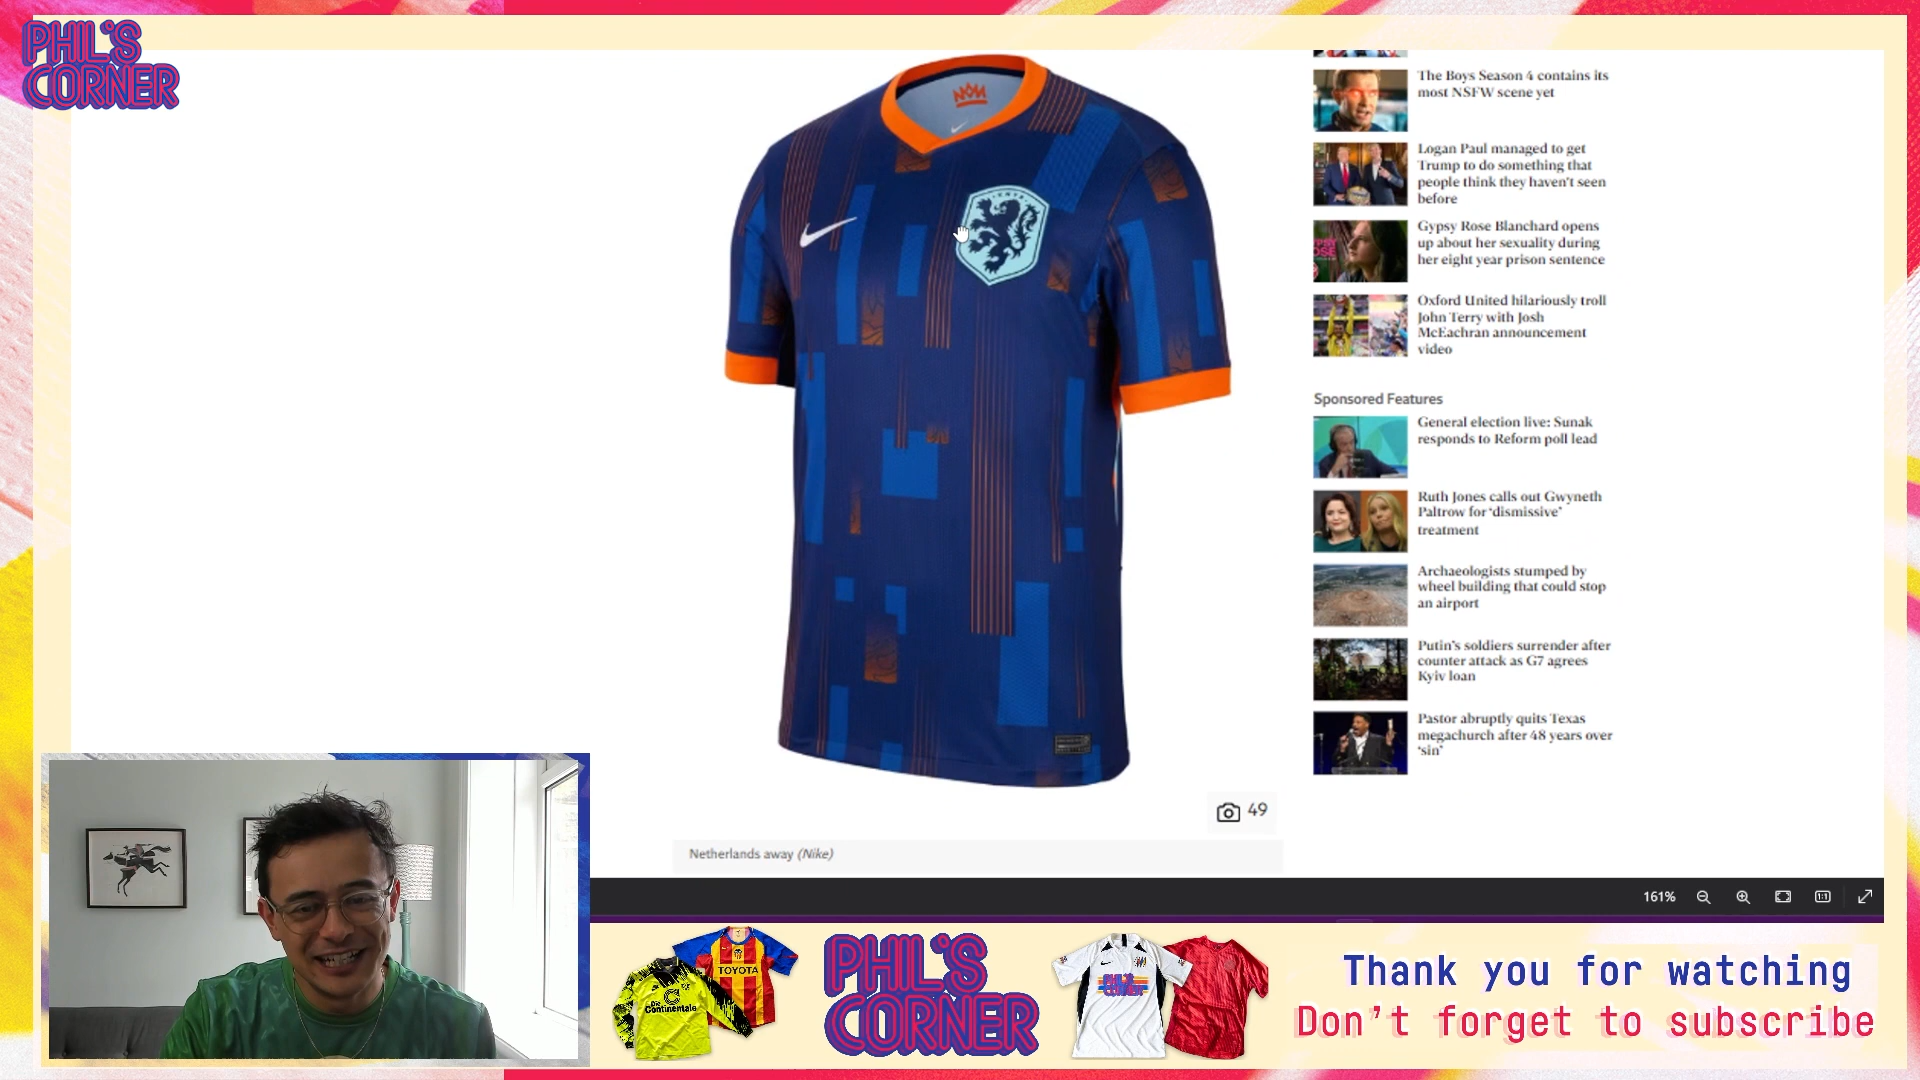 PHIL'S
CORNER
The Boys Season 4 contains its
most NSFW scene yet
Logan Paul managed to get
Trump to do something that
people think they haven't seen
before
Gypsy Rose Blanchard opens
up about her sexuality during
her eight year prison sentence
Oxford United hilariously troll
John Terry with Josh
McEachran announcement
video
Sponsored Features
General election live: Sunak
responds to Reform poll lead
Ruth Jones calls out Gwyneth
Paltrow for 'dismissive'
treatment
Archaeologists stumped by
wheel building that could stop
an airport
Putin's soldiers surrender after
counter attack as G7 agrees
Kyiv loan
Pastor abruptly quits Texas
megachurch after 48 years over
'sin'
49
Netherlands away (Nike)
161%
1:1
TOYOTA
Die
Continentale
PHIL'S
CORNER
PHIL'S
CORNER
Thank you for watching
Don't forget to subscribe